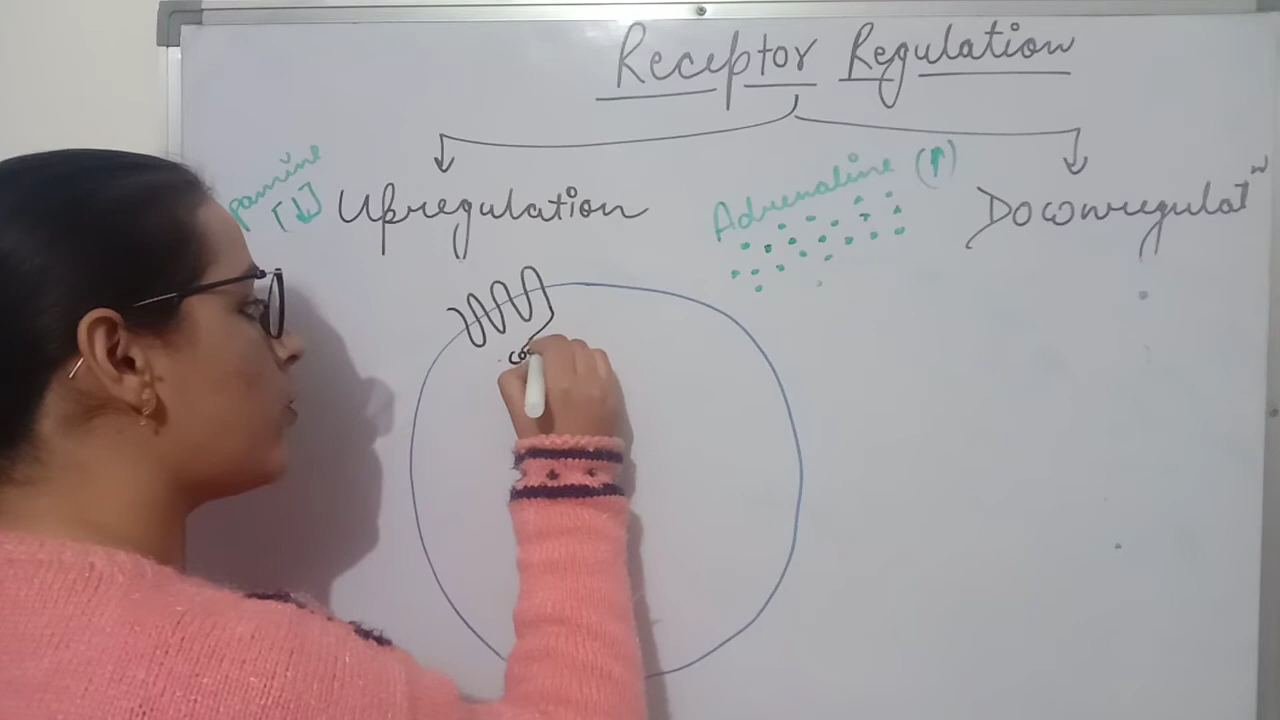 Receptor Regulation
pamine
[↓] Upregulation
Adrenaline (↑)
Downregulat~